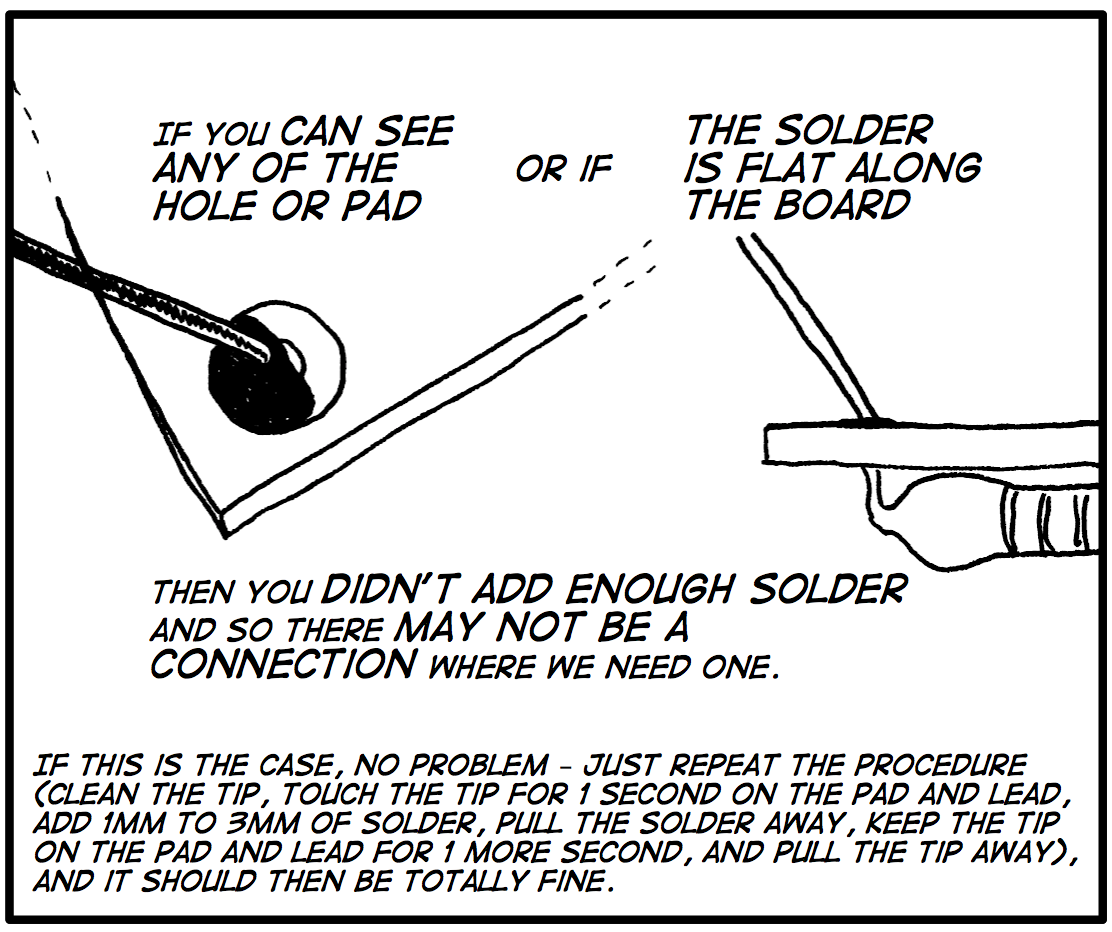 IF YOU CAN SEE
ANY OF THE
HOLE OR PAD
OR IF
THE SOLDER
IS FLAT ALONG
THE BOARD
THEN YOU DIDN'T ADD ENOUGH SOLDER
AND SO THERE MAY NOT BE A
CONNECTION WHERE WE NEED ONE.
IF THIS IS THE CASE, NO PROBLEM - JUST REPEAT THE PROCEDURE
(CLEAN THE TIP, TOUCH THE TIP FOR 1 SECOND ON THE PAD AND LEAD,
ADD 1MM TO 3MM OF SOLDER, PULL THE SOLDER AWAY, KEEP THE TIP
ON THE PAD AND LEAD FOR 1 MORE SECOND, AND PULL THE TIP AWAY),
AND IT SHOULD THEN BE TOTALLY FINE.